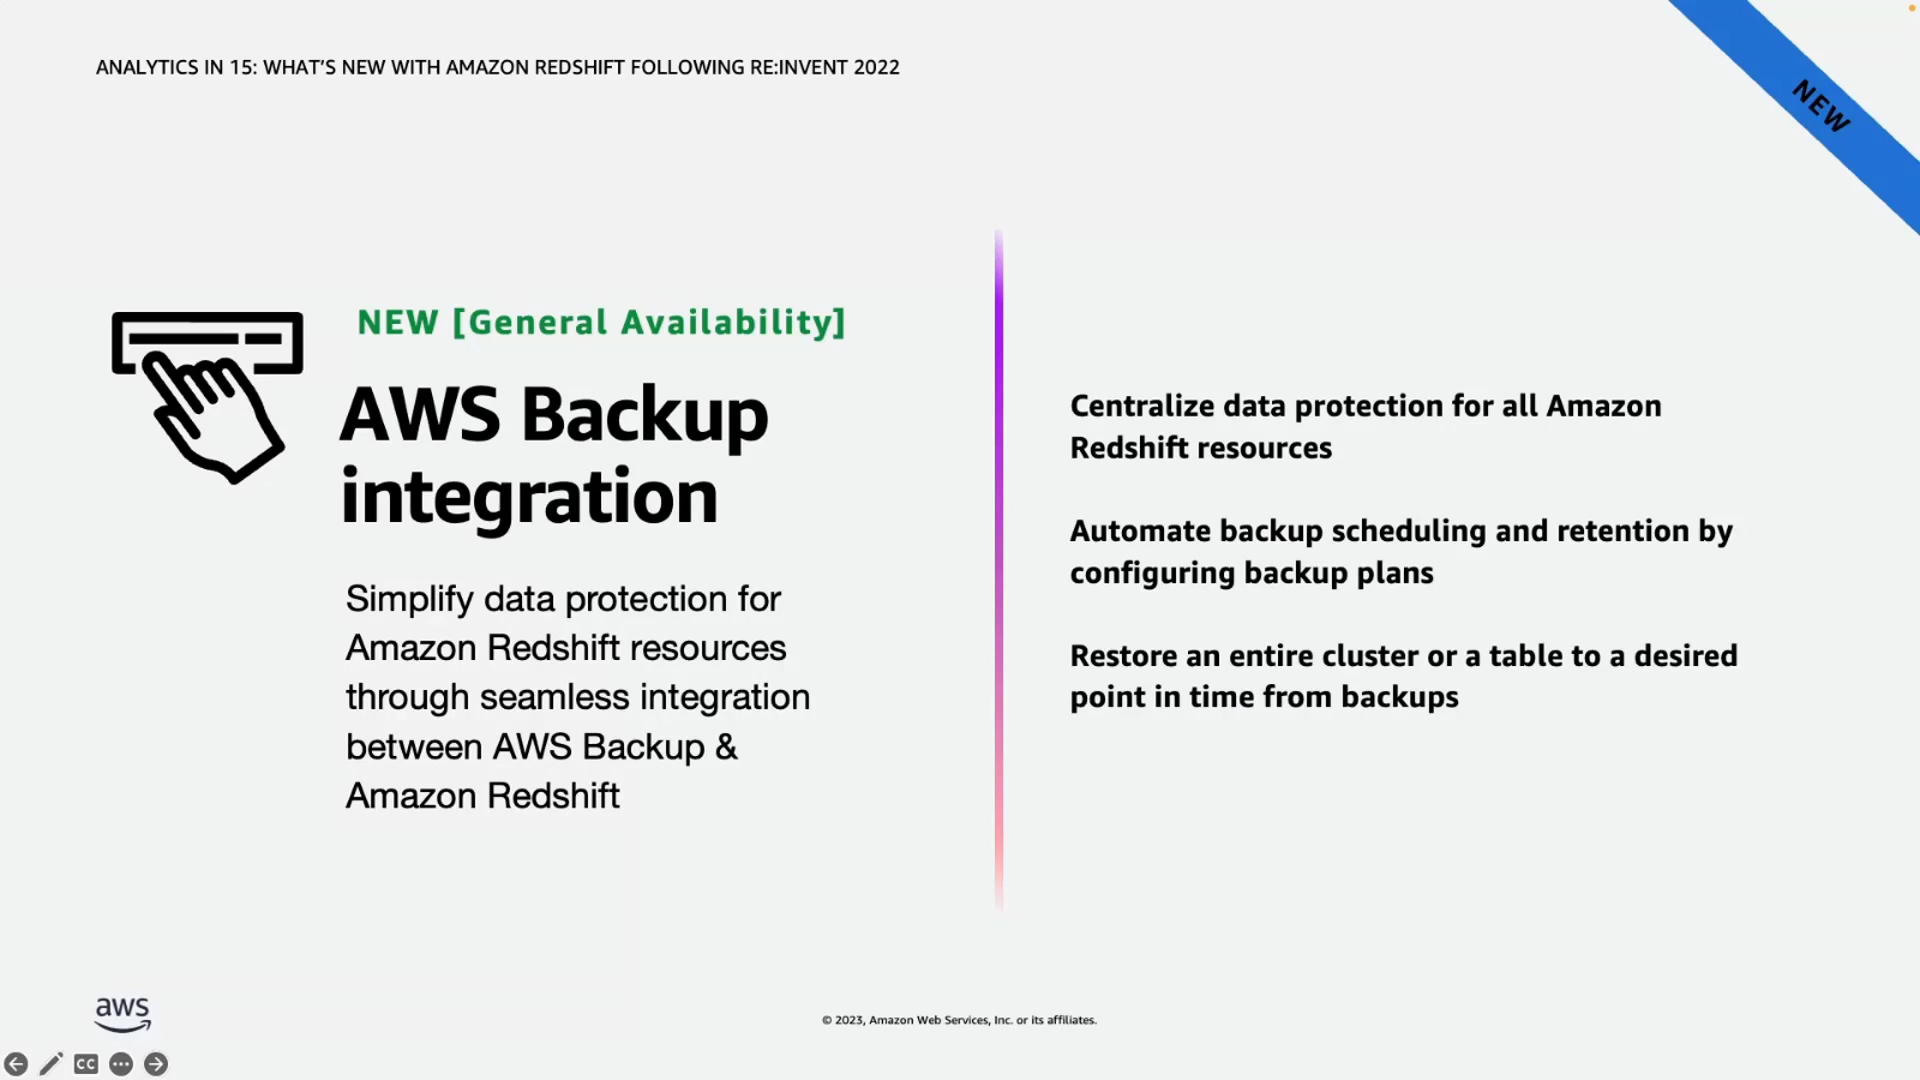 ANALYTICS IN 15: WHAT'S NEW WITH AMAZON REDSHIFT FOLLOWING RE:INVENT 2022
NEW
NEW [General Availability]
AWS Backup
integration
Simplify data protection for
Amazon Redshift resources
through seamless integration
between AWS Backup &
Amazon Redshift
Centralize data protection for all Amazon
Redshift resources
Automate backup scheduling and retention by
configuring backup plans
Restore an entire cluster or a table to a desired
point in time from backups
aws
© 2023, Amazon Web Services, Inc. or its affiliates.
CC